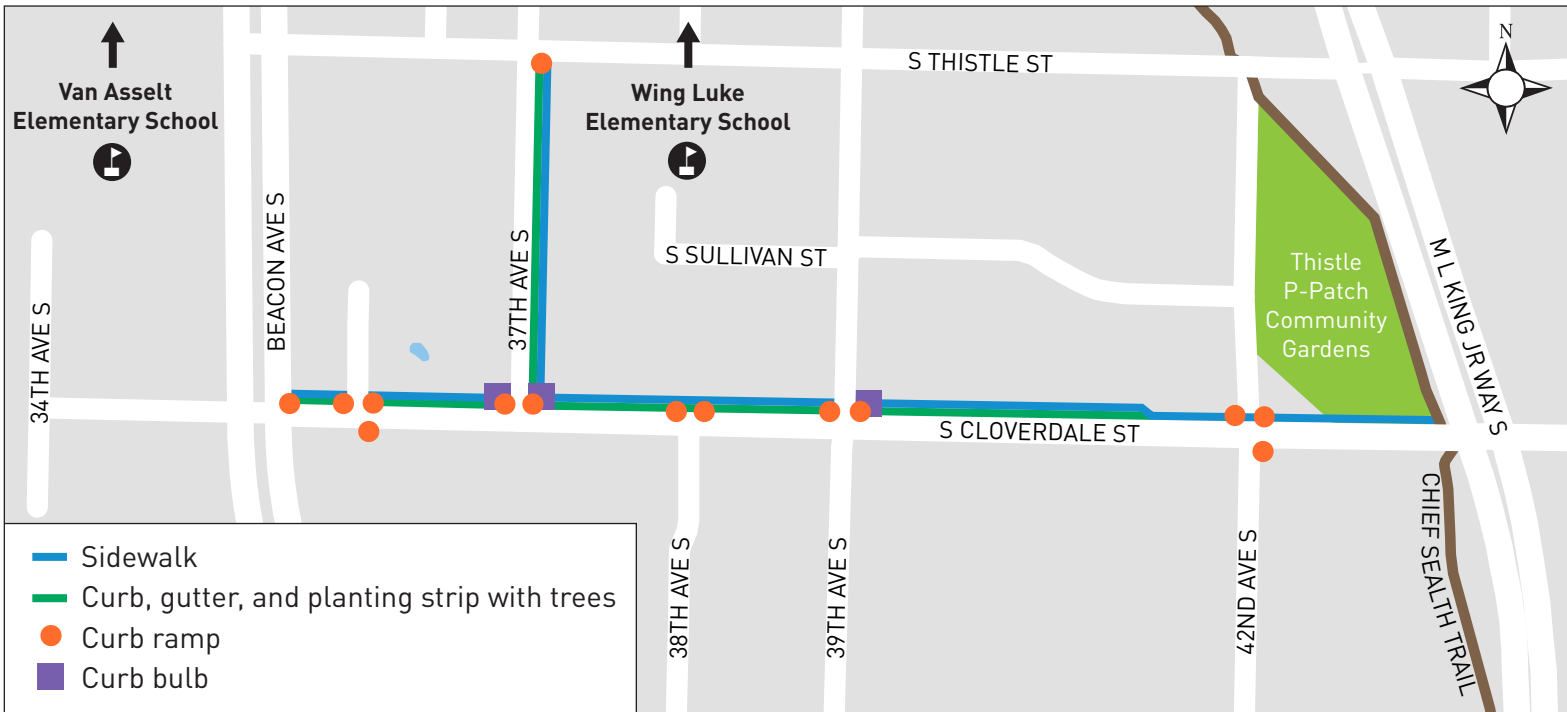 N
S THISTLE ST
Van Asselt
Elementary School
Wing Luke
Elementary School
BEACON AVE S
37TH AVE S
S SULLIVAN ST
34TH AVE S
Thistle
P-Patch
Community
Gardens
M L KING JR WAY S
S CLOVERDALE ST
38TH AVE S
39TH AVE S
42ND AVE S
CHIEF SEALTH TRAIL
Sidewalk
Curb, gutter, and planting strip with trees
Curb ramp
Curb bulb